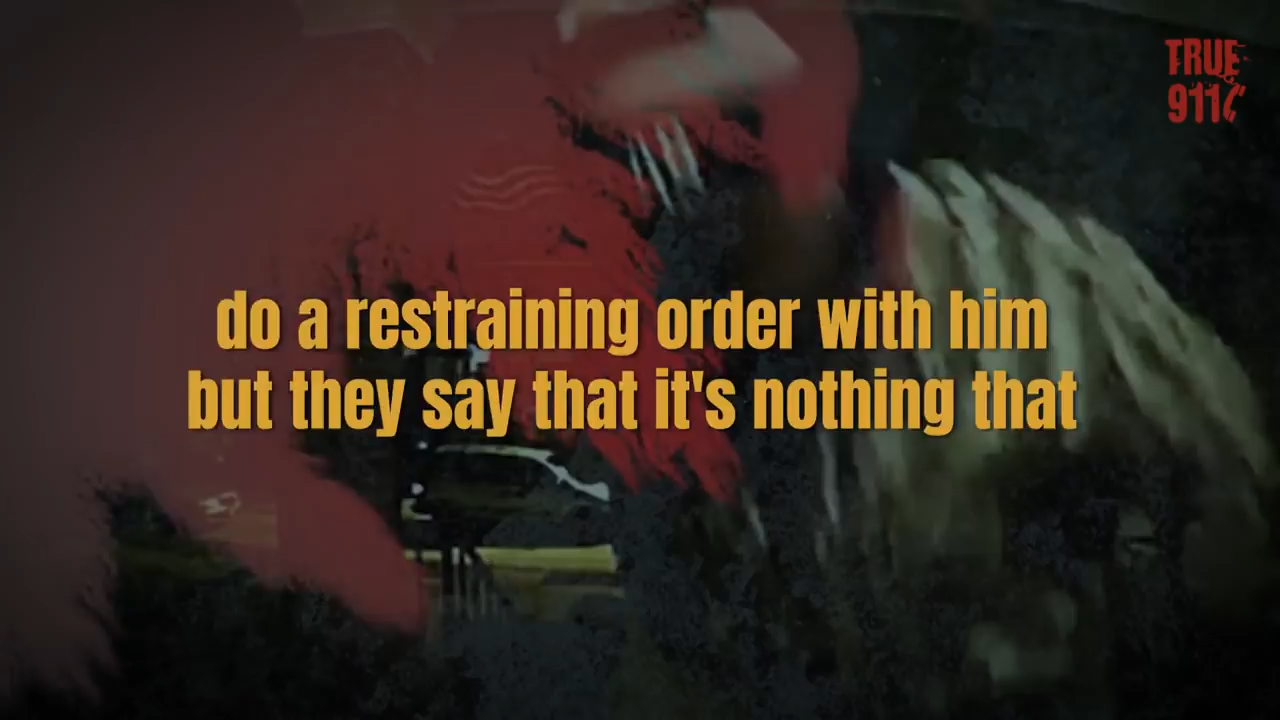 TRUE
911
do a restraining order with him
but they say that it's nothing that